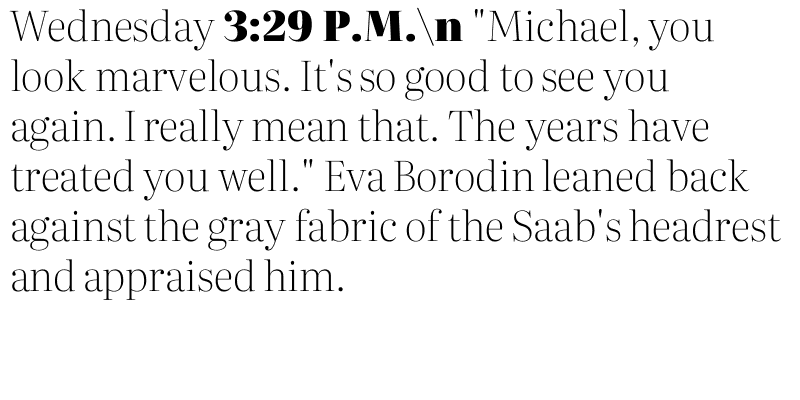 Wednesday 3:29 P.M.\n "Michael, you
look marvelous. It's so good to see you
again. I really mean that. The years have
treated you well." Eva Borodin leaned back
against the gray fabric of the Saab's headrest
and appraised him.